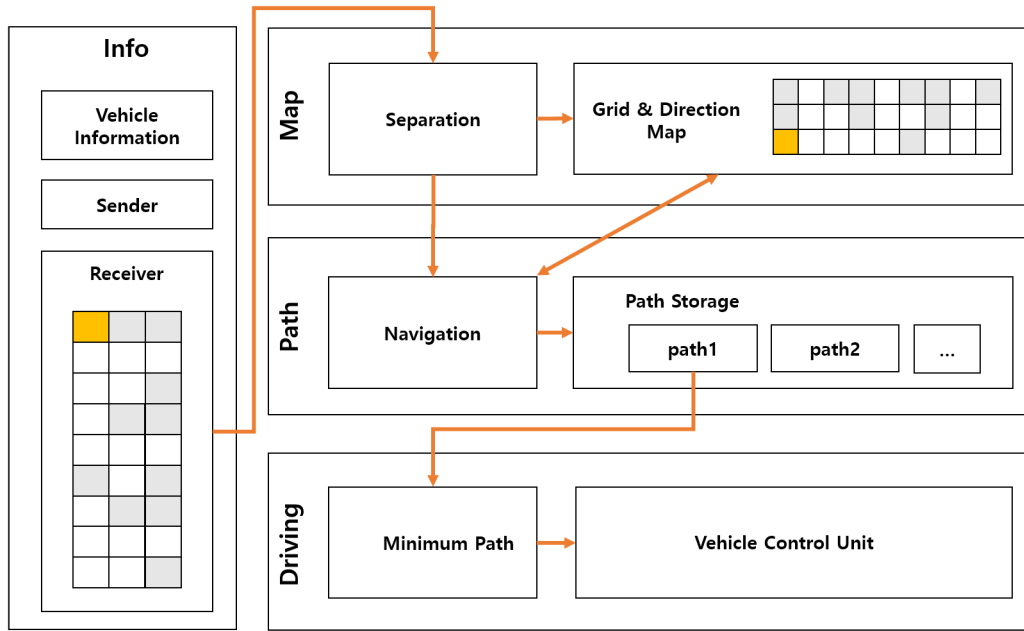 Info
Vehicle
Information
Sender
Receiver
Map
Separation
Grid & Direction
Map
Path
Navigation
Path Storage
path1
path2
...
Driving
Minimum Path
Vehicle Control Unit